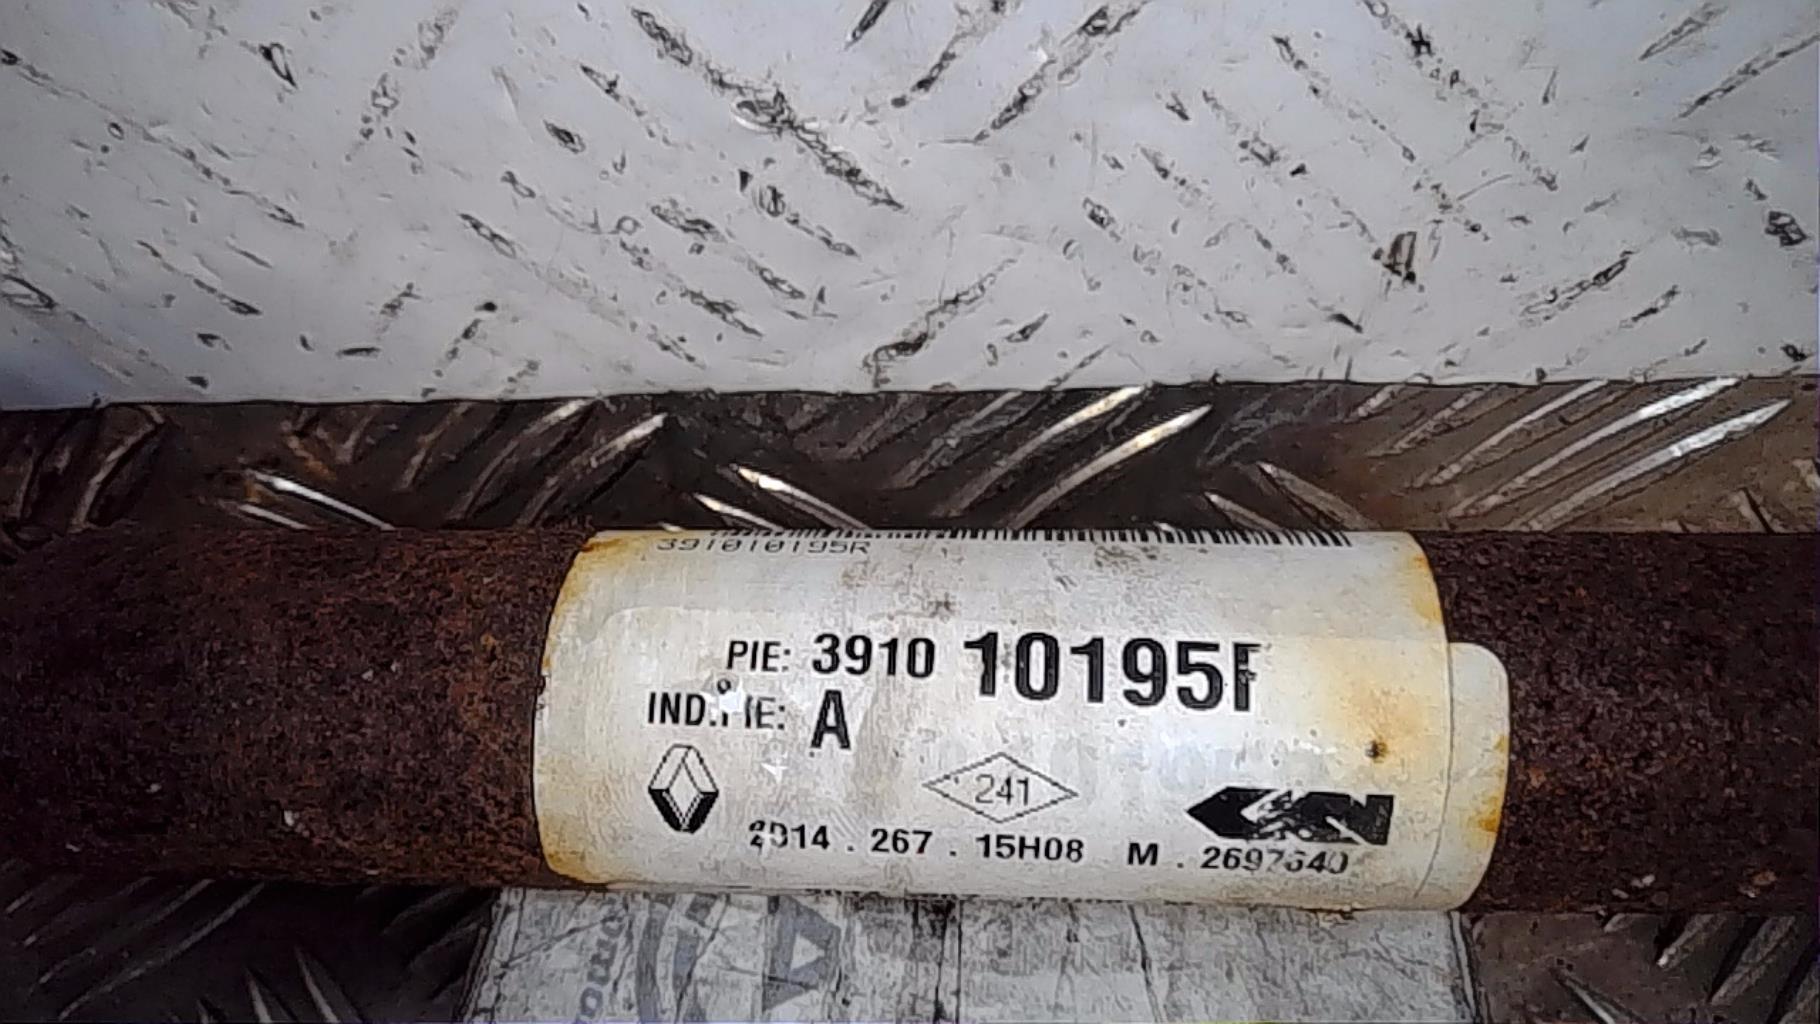 391010195R
PIE: 3910 10195R
IND.PIE: A
241
2014 . 267 . 15H08 M . 2697640